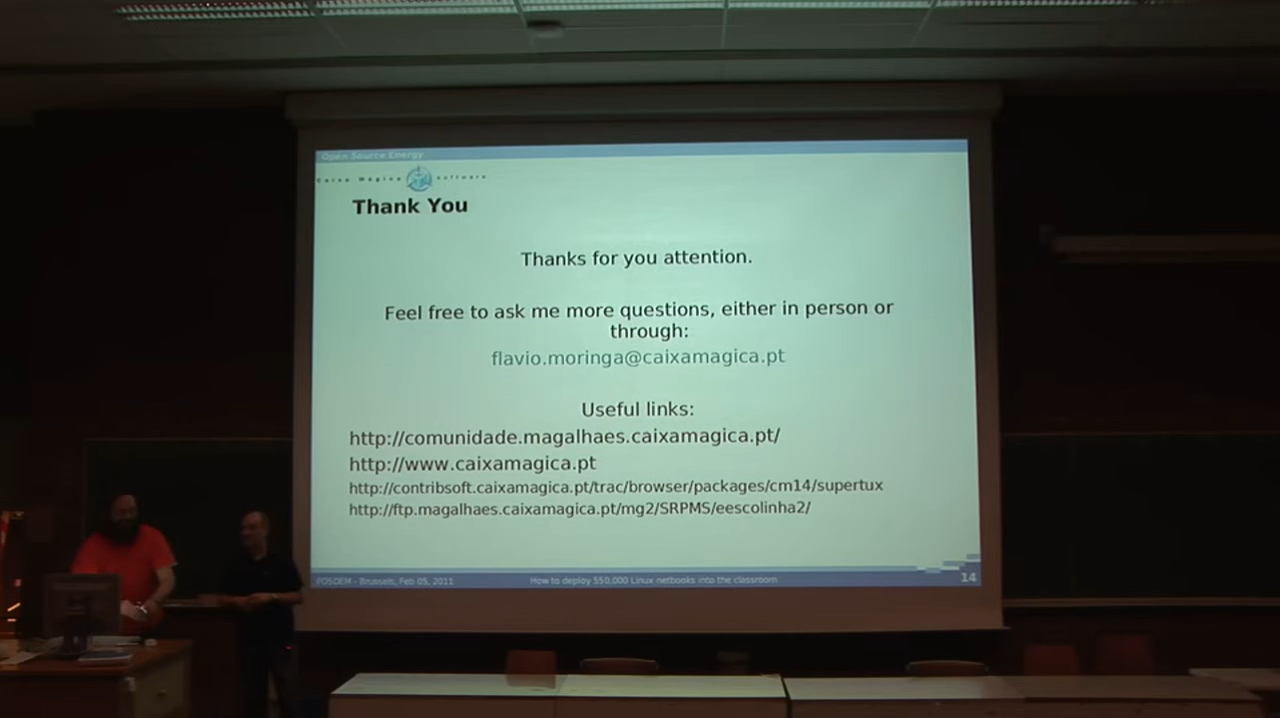 Open Source Energy
Caixa Mágica Software
Thank You
Thanks for you attention.
Feel free to ask me more questions, either in person or
through:
flavio.moringa@caixamagica.pt
Useful links:
http://comunidade.magalhaes.caixamagica.pt/
http://www.caixamagica.pt
http://contribsoft.caixamagica.pt/trac/browser/packages/cm14/supertux
http://ftp.magalhaes.caixamagica.pt/mg2/SRPMS/eescolinha2/
FOSDEM - Brussels, Feb 05, 2011
How to deploy 550,000 Linux netbooks into the classroom
14